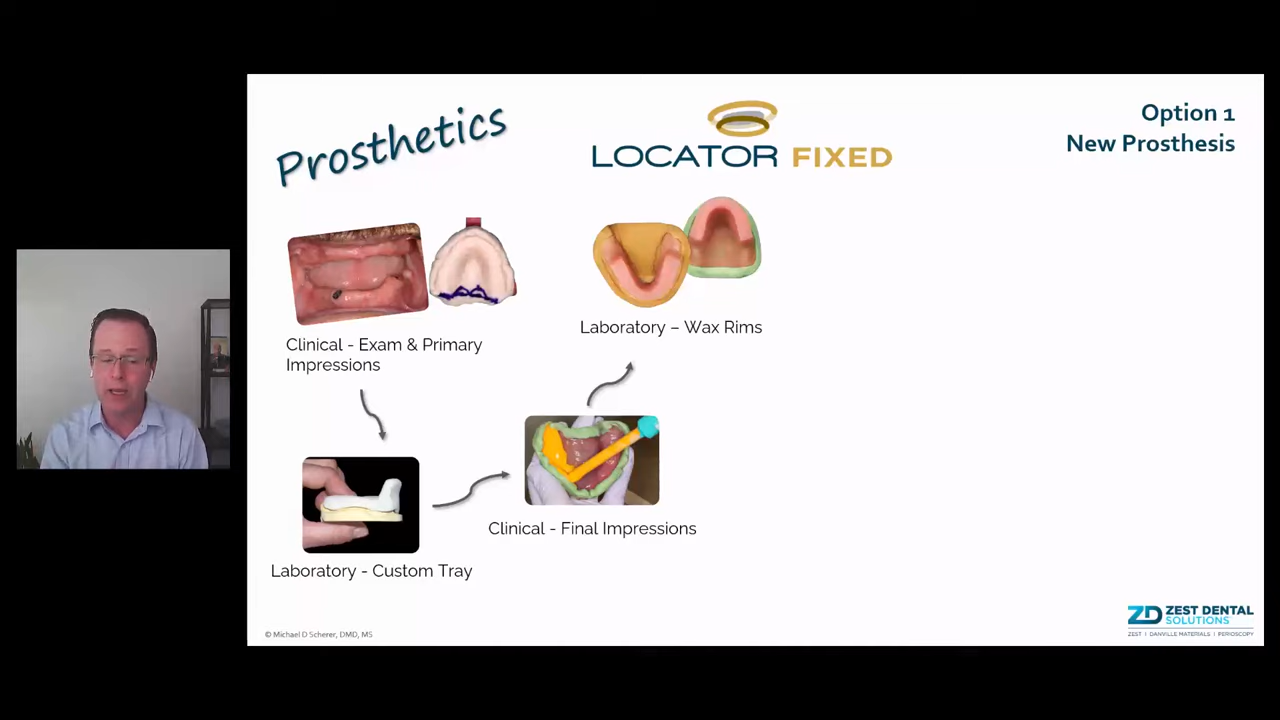 Prosthetics
LOCATOR FIXED
Option 1
New Prosthesis
Clinical - Exam & Primary
Impressions
Laboratory – Wax Rims
Clinical - Final Impressions
Laboratory - Custom Tray
© Michael D Scherer, DMD, MS
ZD ZEST DENTAL
SOLUTIONS
ZEST | DANVILLE MATERIALS | PERIOSCOPY